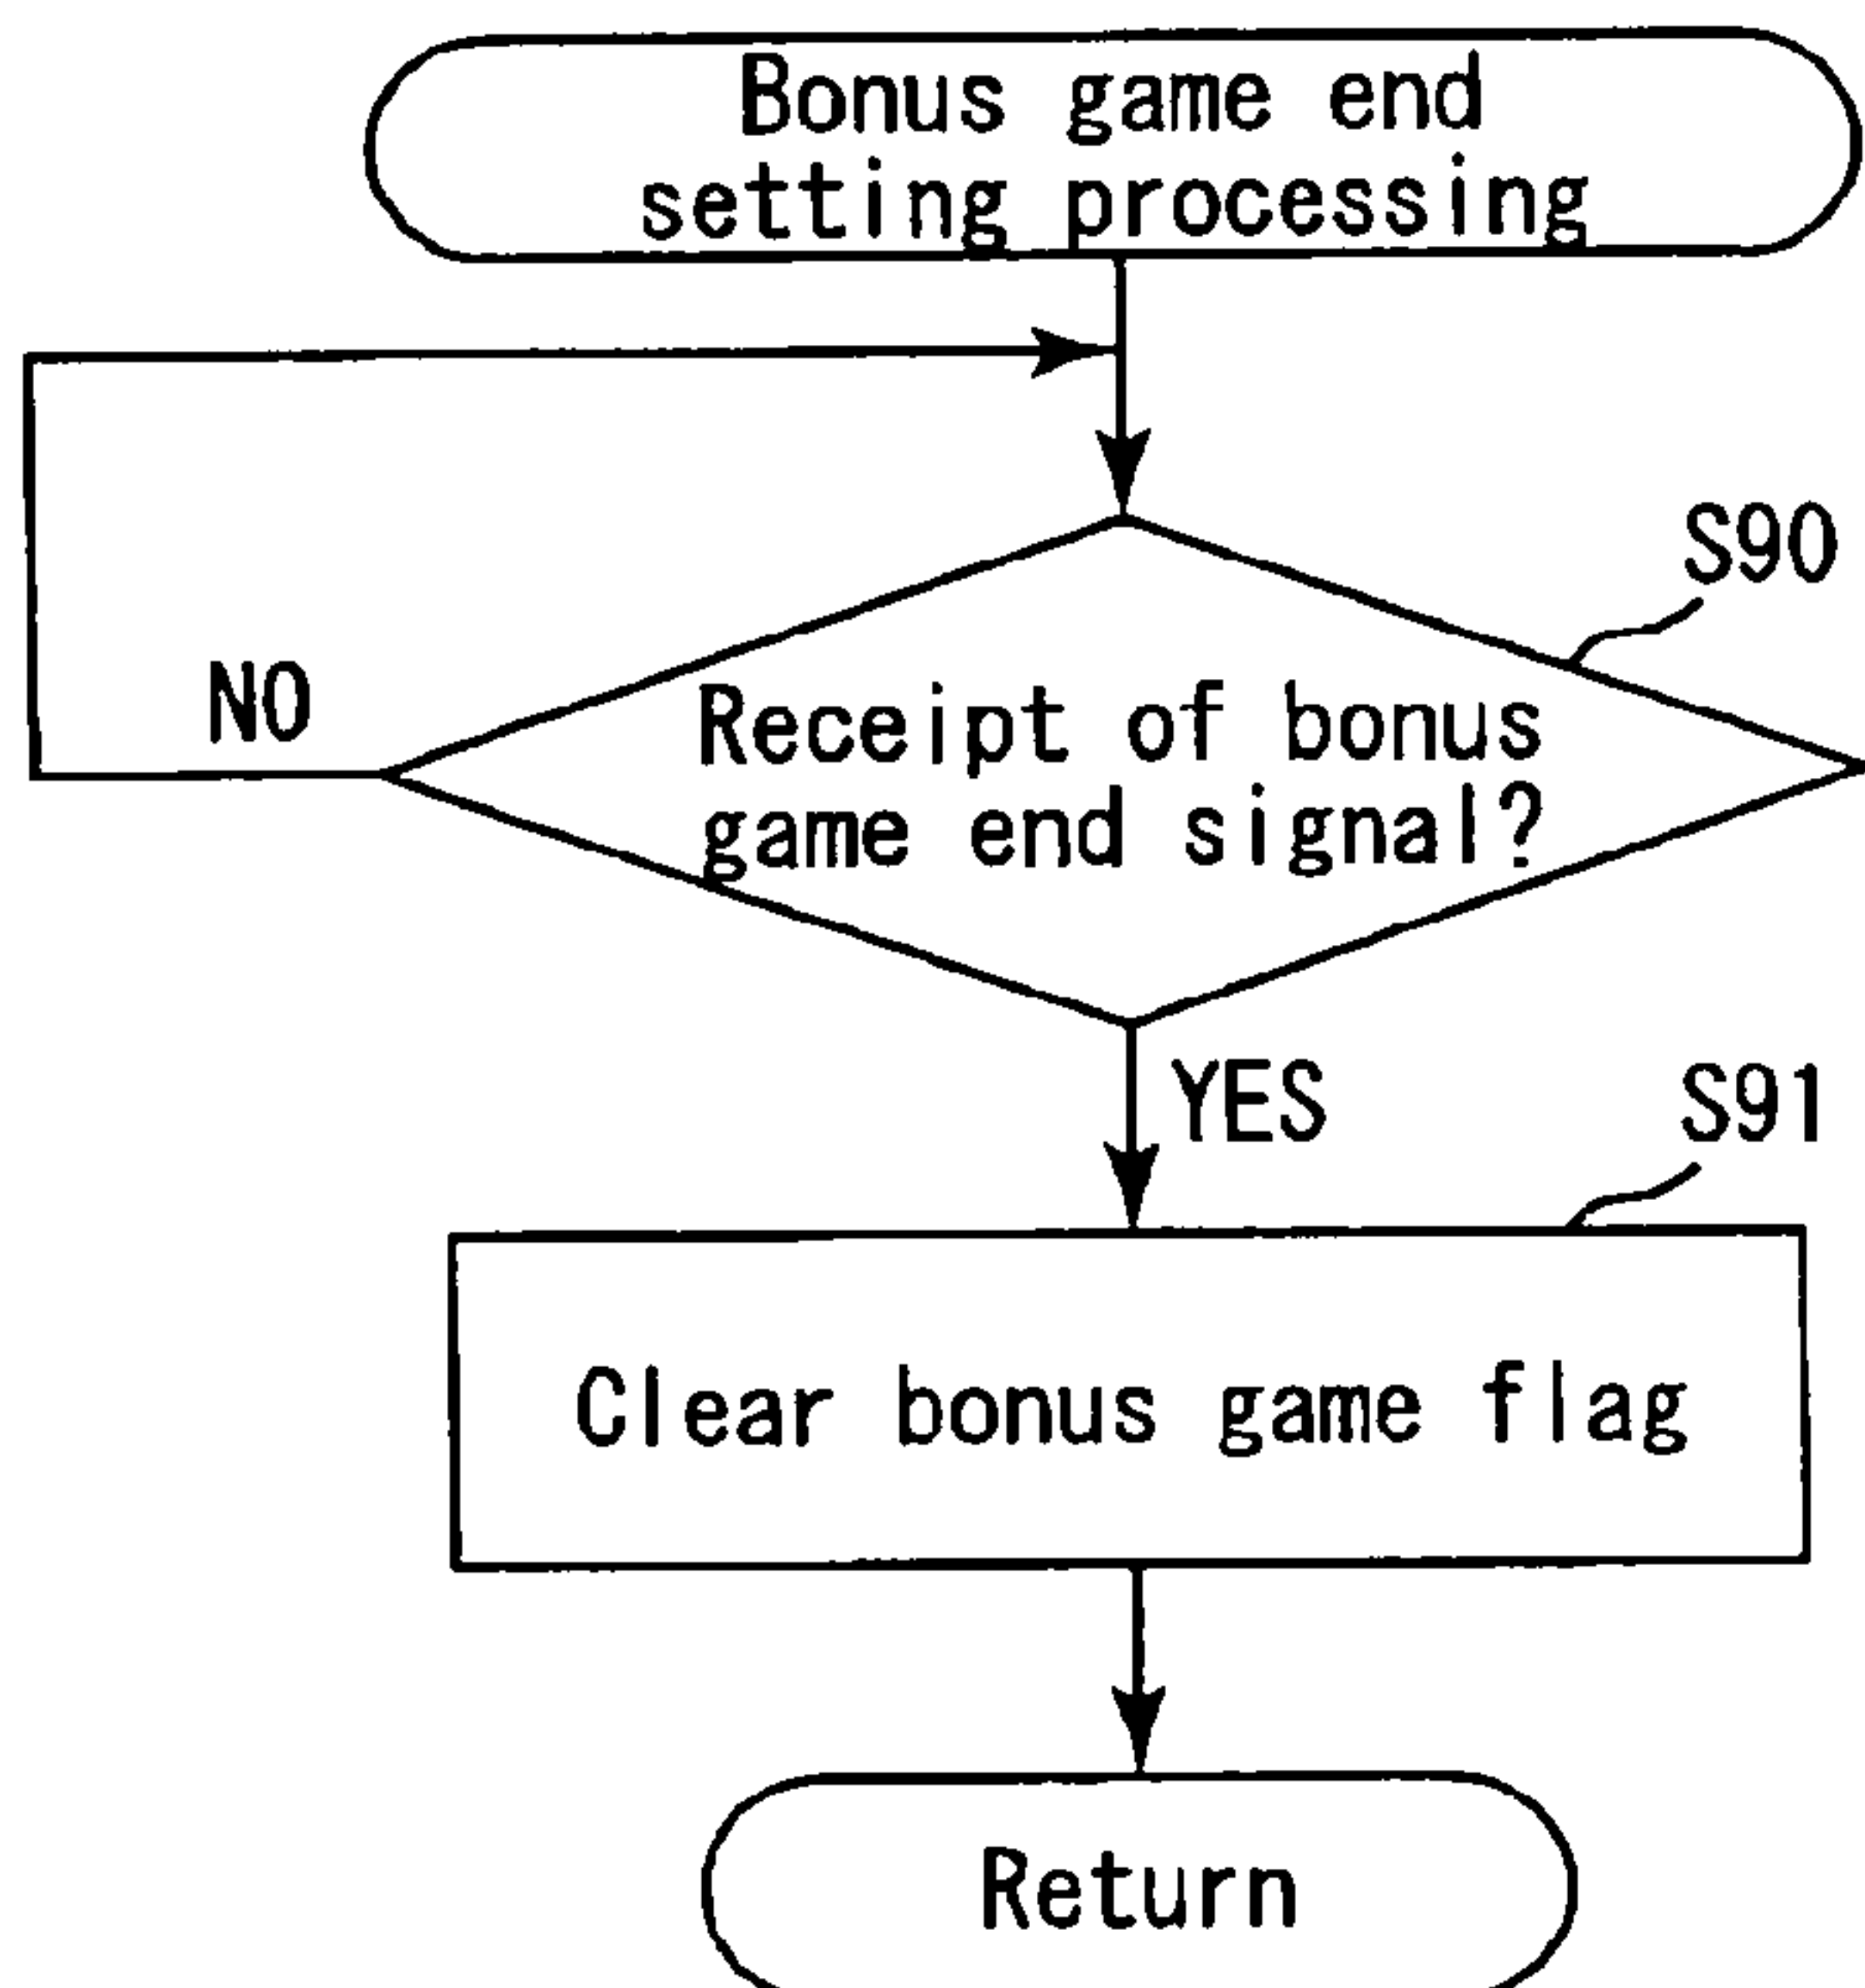 Bonus game end
setting processing
S90
NO
Receipt of bonus
game end signal?
YES
S91
Clear bonus game flag
Return